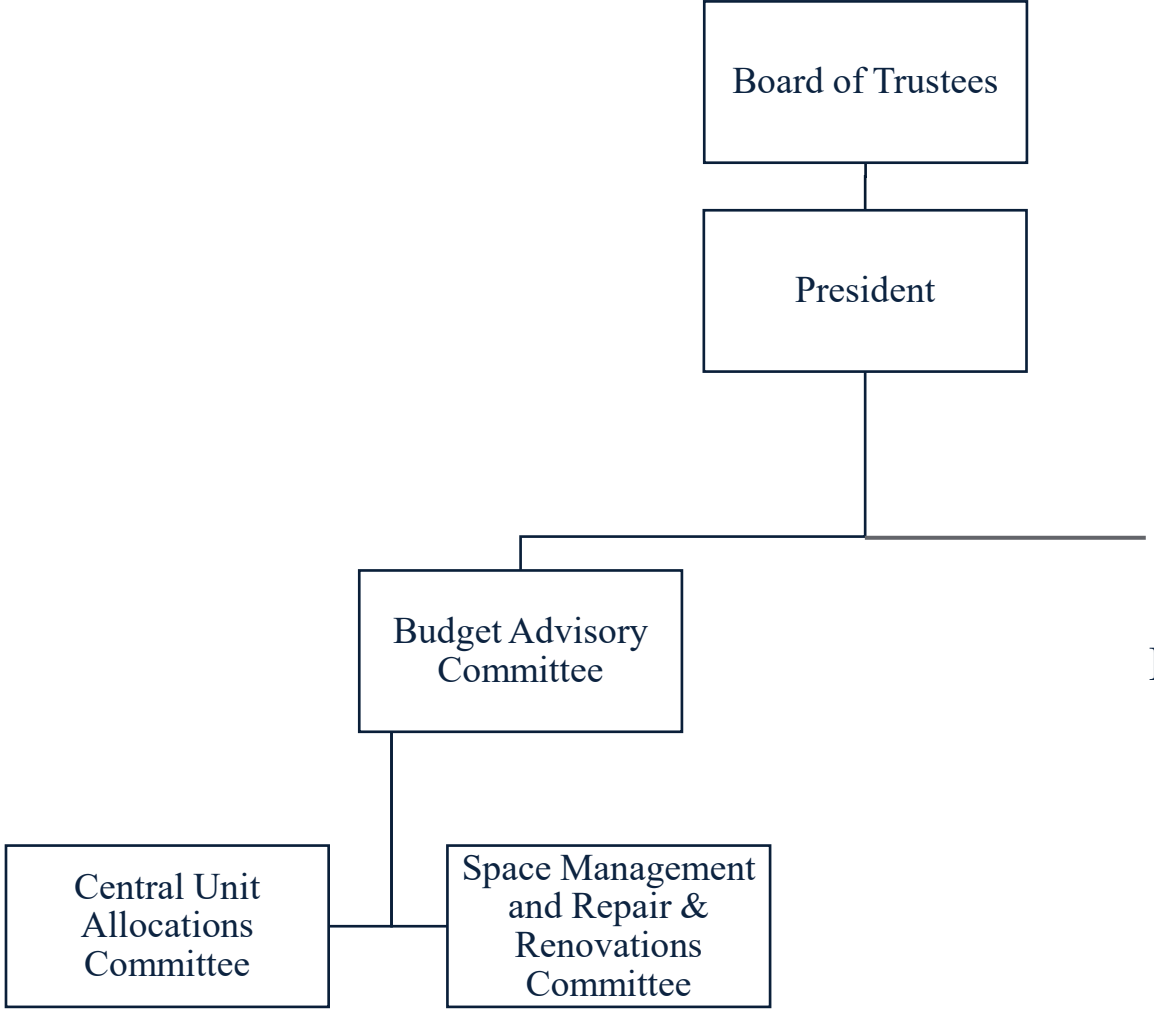 Board of Trustees
President
Budget Advisory
Committee
Central Unit
Allocations
Committee
Space Management
and Repair &
Renovations
Committee